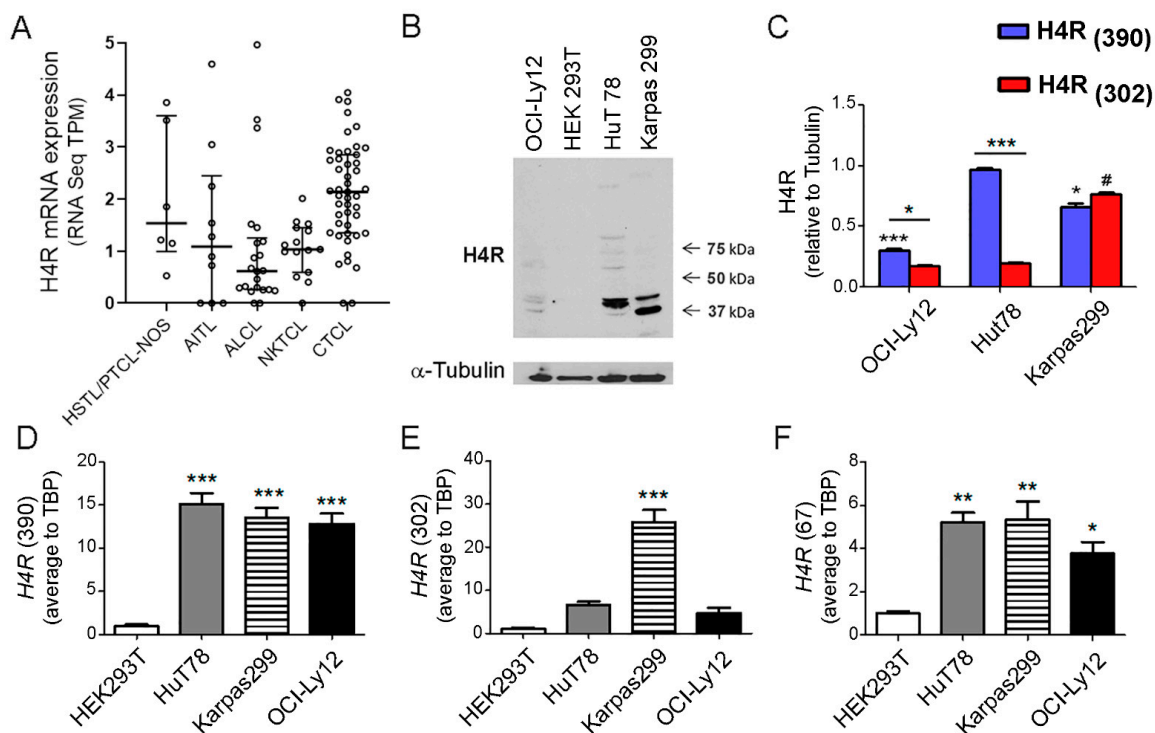 A
H4R mRNA expression
(RNA Seq TPM)
5
4
3
2
1
0
HSTL/PTCL-NOS
AITL
ALCL
NKTCL
CTCL
B
OCI-Ly12
HEK 293T
HuT 78
Karpas 299
H4R
← 75 kDa
← 50 kDa
← 37 kDa
α-Tubulin
C
H4R (390)
H4R (302)
H4R
(relative to Tubulin)
1.5
1.0
0.5
0.0
***
*
***
*
#
OCI-Ly12
Hut78
Karpas299
D
H4R (390)
(average to TBP)
20
15
10
5
0
***
***
***
HEK293T
HuT78
Karpas299
OCI-Ly12
E
H4R (302)
(average to TBP)
40
30
20
10
0
***
HEK293T
HuT78
Karpas299
OCI-Ly12
F
H4R (67)
(average to TBP)
8
6
4
2
0
**
**
*
HEK293T
HuT78
Karpas299
OCI-Ly12